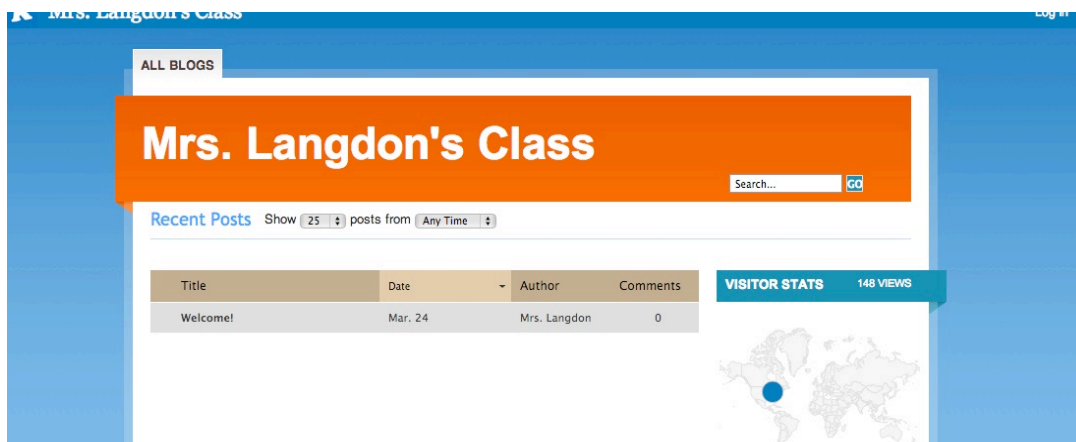 Mrs. Langdon's Class Log in
ALL BLOGS
Mrs. Langdon's Class
Search... GO
Recent Posts Show 25 posts from Any Time
Title Date Author Comments VISITOR STATS 148 VIEWS
Welcome! Mar. 24 Mrs. Langdon 0